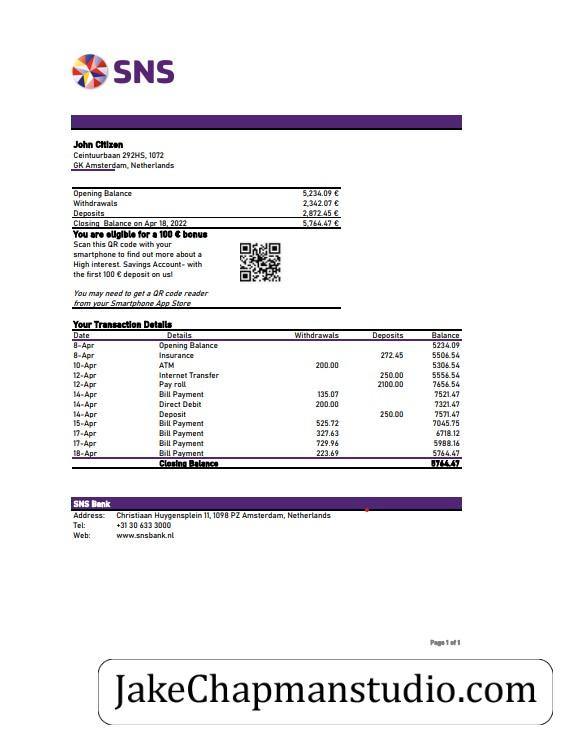 SNS
John Citizen
Ceintuurbaan 292HS, 1072
GK Amsterdam, Netherlands
Opening Balance 5,234.09 €
Withdrawals 2,342.07 €
Deposits 2,872.45 €
Closing Balance on Apr 18, 2022 5,764.47 €
You are eligible for a 100 € bonus
Scan this QR code with your
smartphone to find out more about a
High interest. Savings Account- with
the first 100 € deposit on us!
You may need to get a QR code reader
from your Smartphone App Store
Your Transaction Details
Date Details Withdrawals Deposits Balance
8-Apr Opening Balance 5234.09
8-Apr Insurance 272.45 5506.54
10-Apr ATM 200.00 5306.54
12-Apr Internet Transfer 250.00 5556.54
12-Apr Pay roll 2100.00 7656.54
14-Apr Bill Payment 135.07 7521.47
14-Apr Direct Debit 200.00 7321.47
14-Apr Deposit 250.00 7571.47
15-Apr Bill Payment 525.72 7045.75
17-Apr Bill Payment 327.63 6718.12
17-Apr Bill Payment 729.96 5988.16
18-Apr Bill Payment 223.69 5764.47
Closing Balance 5764.47
SNS Bank
Address: Christiaan Huygensplein 11, 1098 PZ Amsterdam, Netherlands
Tel: +31 30 633 3000
Web: www.snsbank.nl
Page 1 of 1
JakeChapmanstudio.com